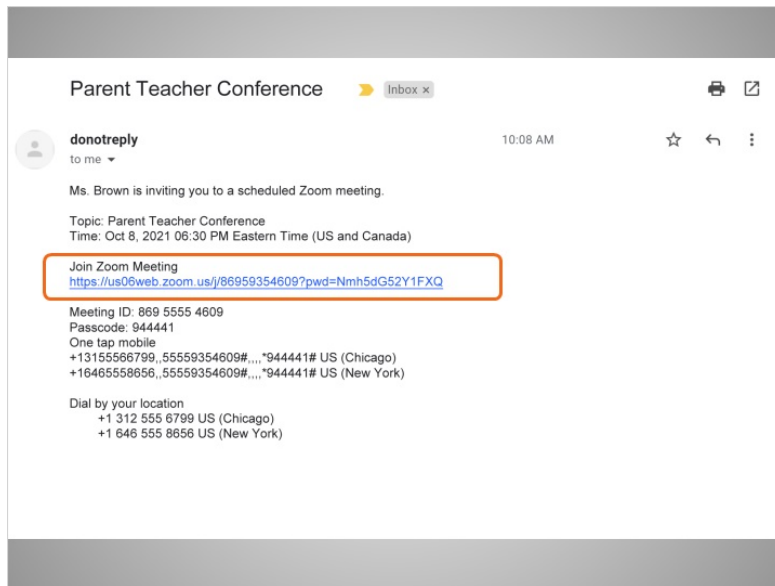 Parent Teacher Conference Inbox x
donotreply 10:08 AM
to me
Ms. Brown is inviting you to a scheduled Zoom meeting.
Topic: Parent Teacher Conference
Time: Oct 8, 2021 06:30 PM Eastern Time (US and Canada)
Join Zoom Meeting
https://us06web.zoom.us/j/86959354609?pwd=Nmh5dG52Y1FXQ
Meeting ID: 869 5555 4609
Passcode: 944441
One tap mobile
+13155566799,,55559354609#,,,,*944441# US (Chicago)
+16465558656,,55559354609#,,,,*944441# US (New York)
Dial by your location
+1 312 555 6799 US (Chicago)
+1 646 555 8656 US (New York)